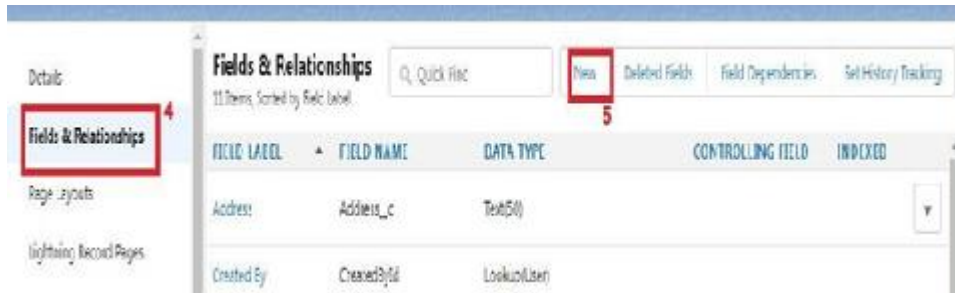 Details
Fields & Relationships
4
Page Layouts
Lightning Record Pages
Fields & Relationships
11 Items, Sorted by Field Label
Quick Find
New
5
Deleted Fields
Field Dependencies
Set History Tracking
FIELD LABEL FIELD NAME DATA TYPE CONTROLLING FIELD INDEXED
Address Address__c Text(50)
Created By CreatedById Lookup(User)